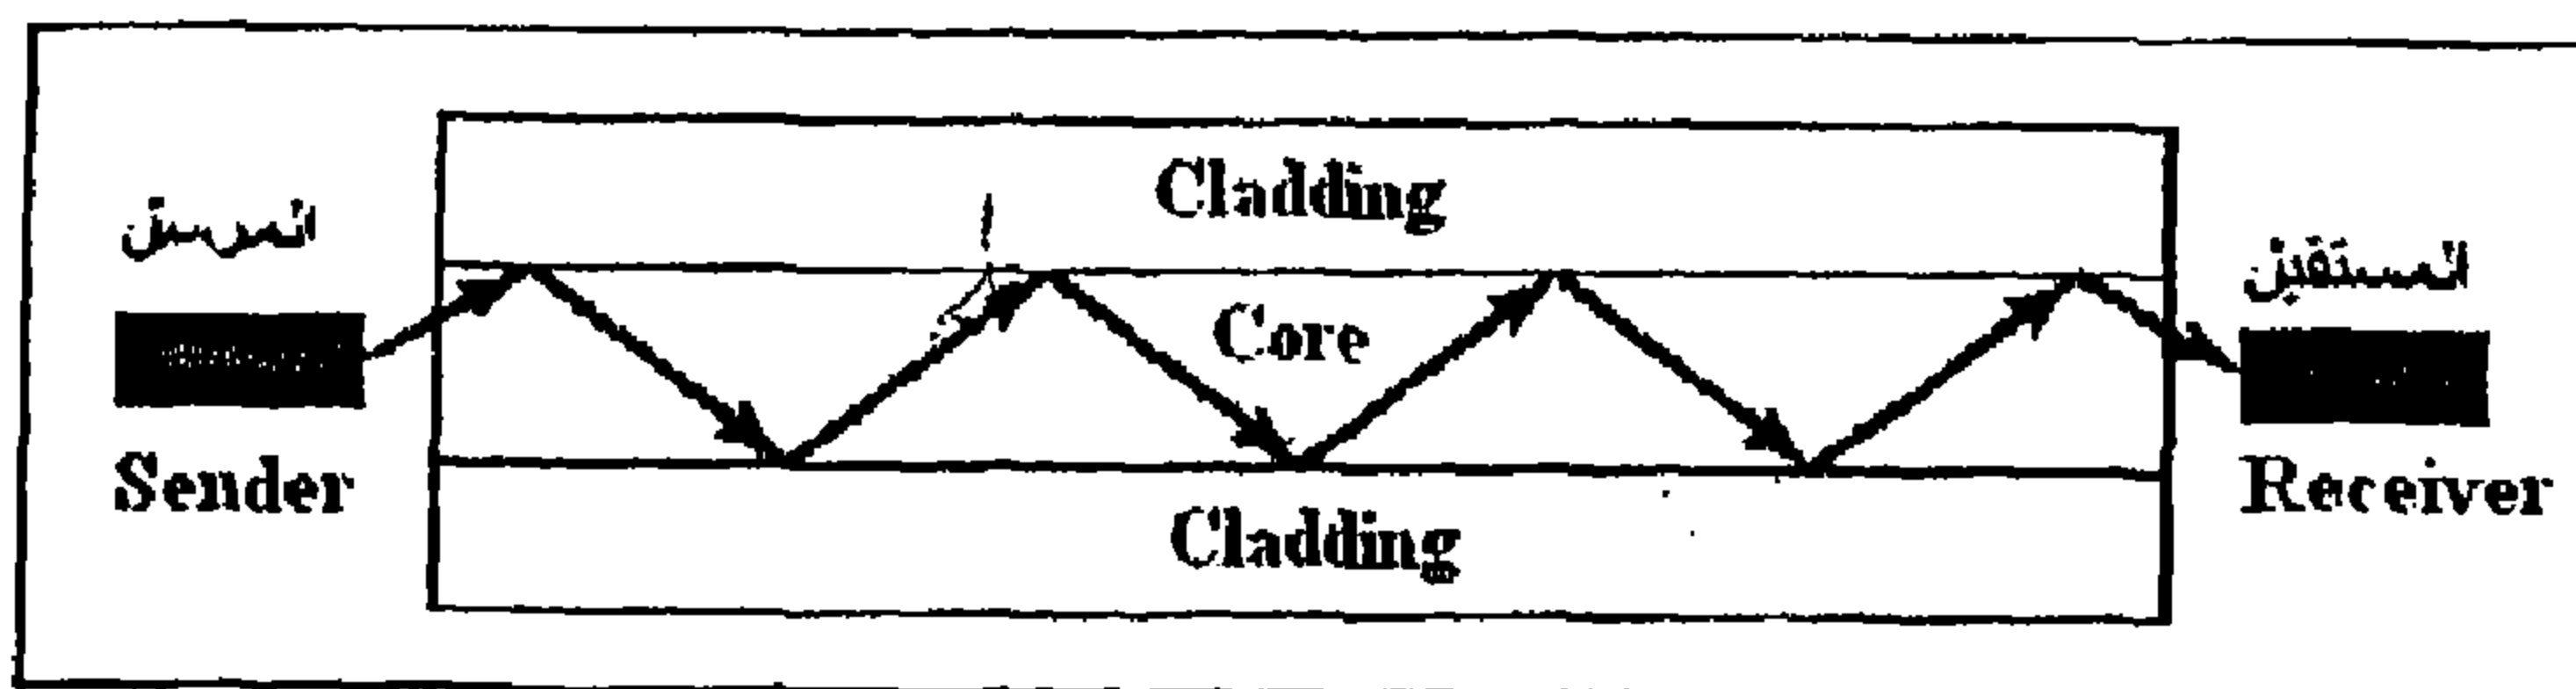 Cladding
المرسل
المستقبل
Core
Sender
Receiver
Cladding